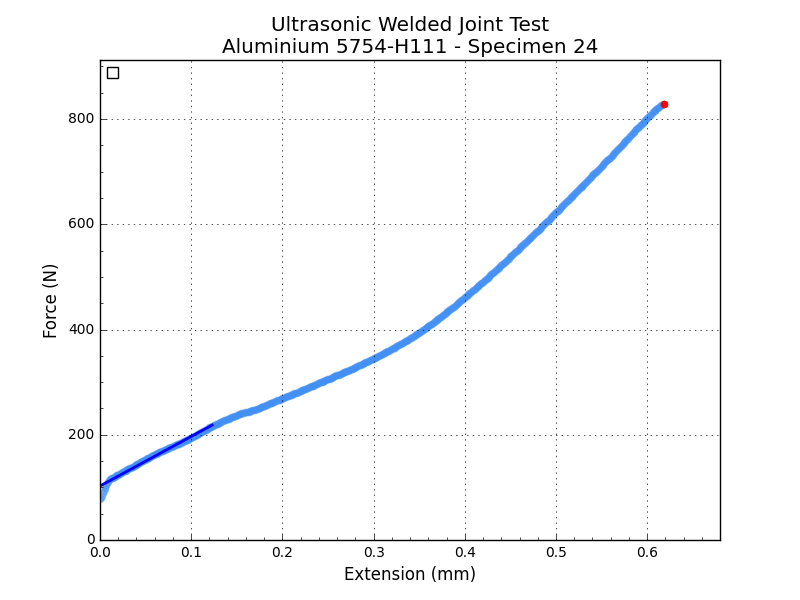 Ultrasonic Welded Joint Test
Aluminium 5754-H111 - Specimen 24
800
600
400
200
0
Force (N)
0.0 0.1 0.2 0.3 0.4 0.5 0.6
Extension (mm)